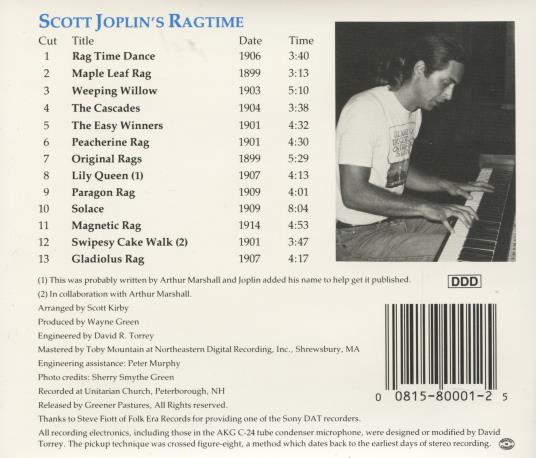 SCOTT JOPLIN'S RAGTIME
Cut Title Date Time
1 Rag Time Dance 1906 3:40
2 Maple Leaf Rag 1899 3:13
3 Weeping Willow 1903 5:10
4 The Cascades 1904 3:38
5 The Easy Winners 1901 4:32
6 Peacherine Rag 1901 4:30
7 Original Rags 1899 5:29
8 Lily Queen (1) 1907 4:13
9 Paragon Rag 1909 4:01
10 Solace 1909 8:04
11 Magnetic Rag 1914 4:53
12 Swipesy Cake Walk (2) 1901 3:47
13 Gladiolus Rag 1907 4:17
(1) This was probably written by Arthur Marshall and Joplin added his name to help get it published.
DDD
(2) In collaboration with Arthur Marshall.
Arranged by Scott Kirby
Produced by Wayne Green
Engineered by David R. Torrey
Mastered by Toby Mountain at Northeastern Digital Recording, Inc., Shrewsbury, MA
Engineering assistance: Peter Murphy
Photo credits: Sherry Smythe Green
Recorded at Unitarian Church, Peterborough, NH
0 0815-80001-2 5
Released by Greener Pastures, All rights reserved.
Thanks to Steve Fiott of Folk Era Records for providing one of the Sony DAT recorders.
All recording electronics, including those in the AKG C-24 tube condenser microphone, were designed or modified by David
Torrey. The pickup technique was crossed figure-eight, a method which dates back to the earliest days of stereo recording.